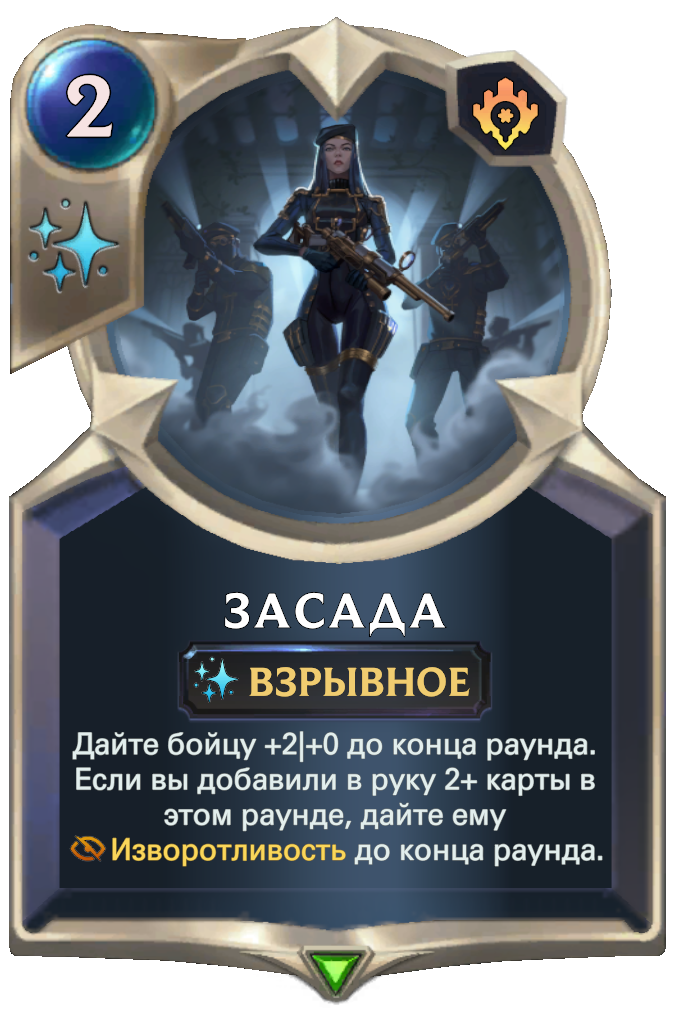 2
ЗАСАДА
ВЗРЫВНОЕ
Дайте бойцу +2|+0 до конца раунда.
Если вы добавили в руку 2+ карты в
этом раунде, дайте ему
Изворотливость до конца раунда.